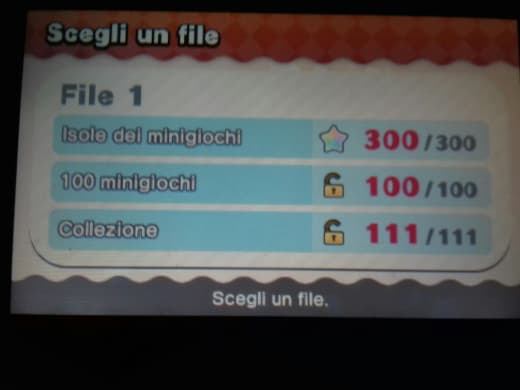 Scegli un file
File 1
Isole dei minigiochi 300/300
100 minigiochi 100/100
Collezione 111/111
Scegli un file.